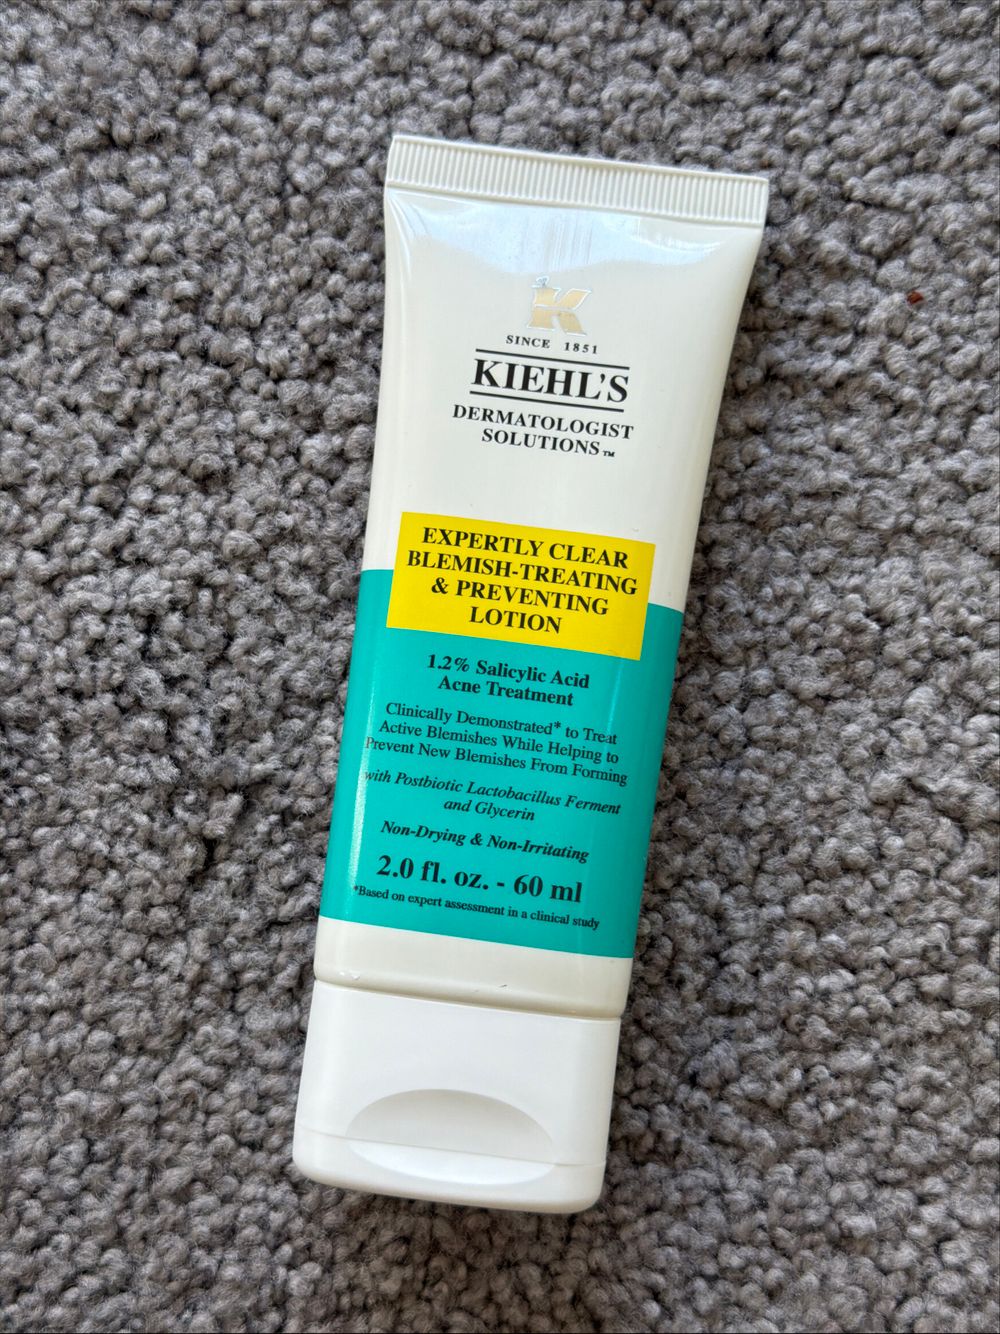 K
SINCE 1851
KIEHL'S
DERMATOLOGIST
SOLUTIONS™
EXPERTLY CLEAR
BLEMISH-TREATING
& PREVENTING
LOTION
1.2% Salicylic Acid
Acne Treatment
Clinically Demonstrated* to Treat
Active Blemishes While Helping to
Prevent New Blemishes From Forming
with Postbiotic Lactobacillus Ferment
and Glycerin
Non-Drying & Non-Irritating
2.0 fl. oz. - 60 ml
*Based on expert assessment in a clinical study